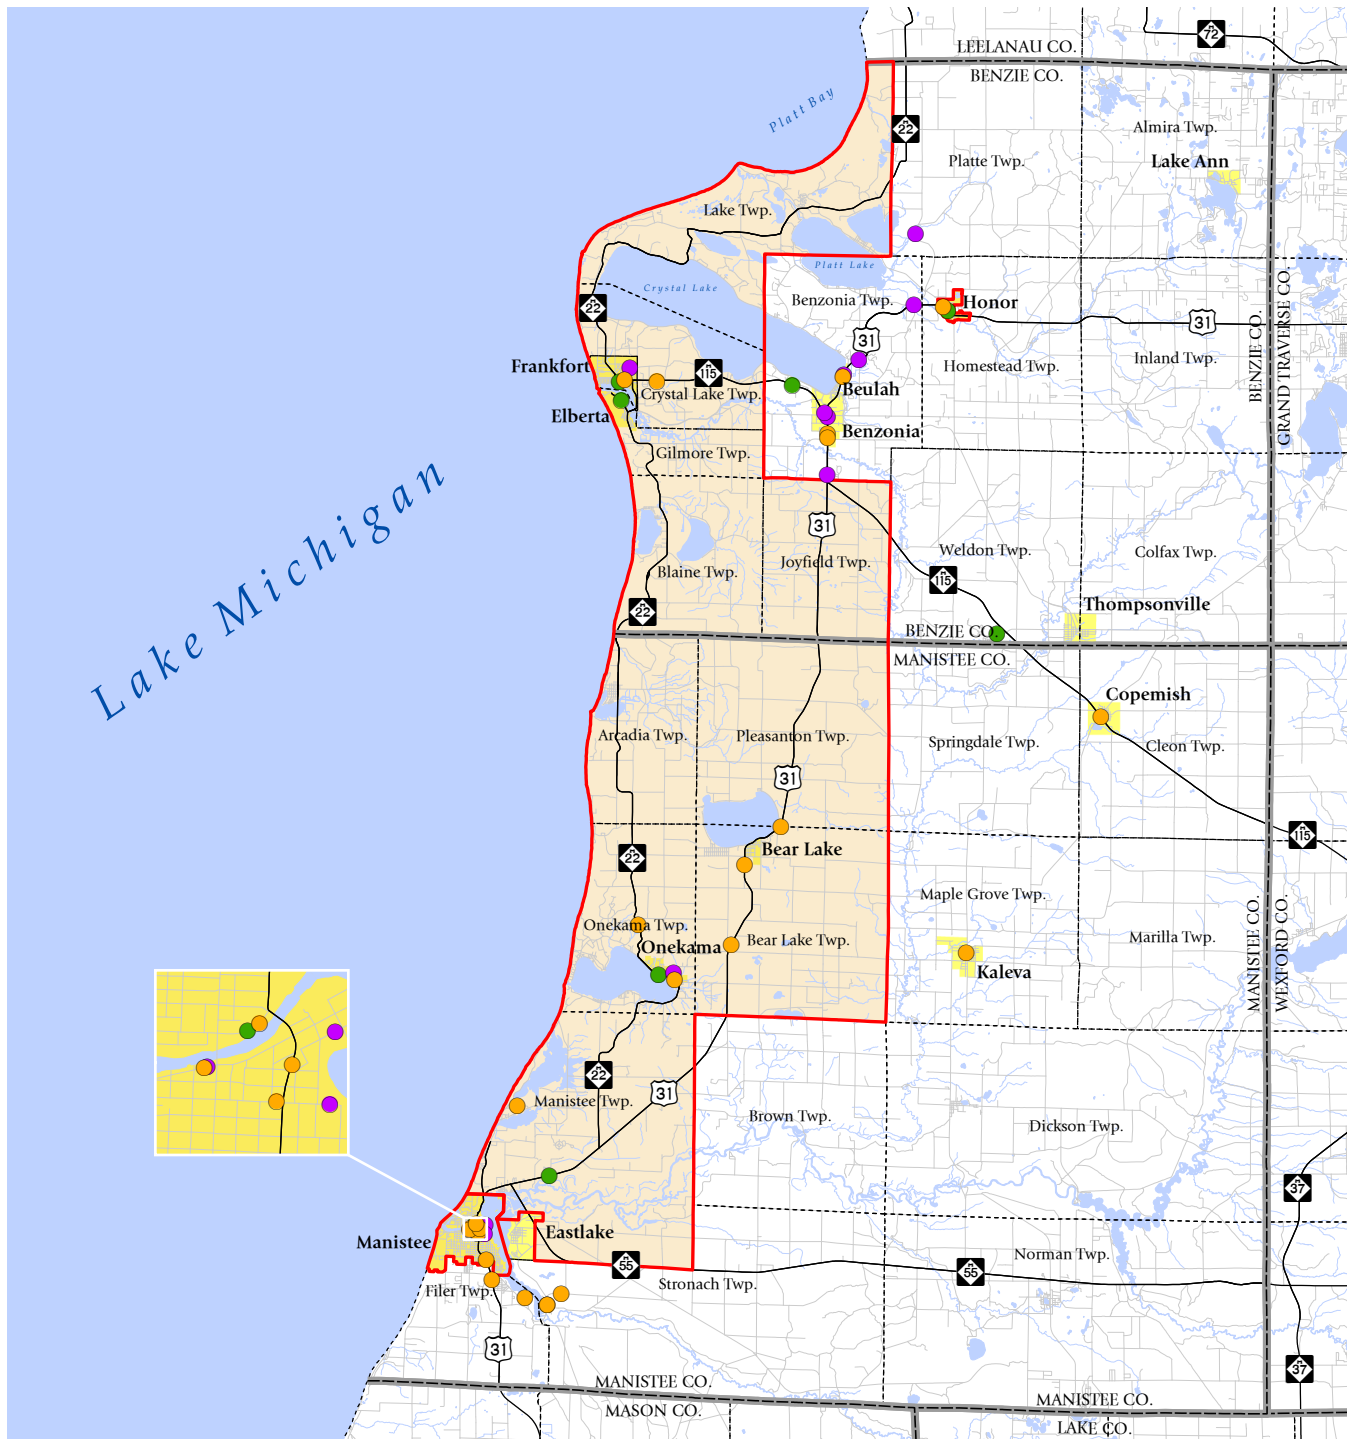 72
LEELANAU CO.
BENZIE CO.
Platt Bay
22
Almira Twp.
Platte Twp.
Lake Ann
Lake Twp.
Platt Lake
Crystal Lake
Benzonia Twp.
Honor
22
31
31
BENZIE CO.
GRAND TRAVERSE CO.
Frankfort
115
Homestead Twp.
Inland Twp.
Crystal Lake Twp.
Beulah
Elberta
Benzonia
Gilmore Twp.
Lake Michigan
31
Weldon Twp.
Colfax Twp.
Blaine Twp.
Joyfield Twp.
M
115
Thompsonville
22
BENZIE CO.
MANISTEE CO.
Copemish
Arcadia Twp.
Pleasanton Twp.
Springdale Twp.
Cleon Twp.
31
115
Bear Lake
22
Maple Grove Twp.
MANISTEE CO.
WEXFORD CO.
Onekama Twp.
Onekama
Bear Lake Twp.
Marilla Twp.
Kaleva
22
31
Manistee Twp.
Brown Twp.
Dickson Twp.
37
Manistee
Eastlake
55
Stronach Twp.
55
Norman Twp.
Filer Twp.
31
37
MANISTEE CO.
MASON CO.
MANISTEE CO.
LAKE CO.